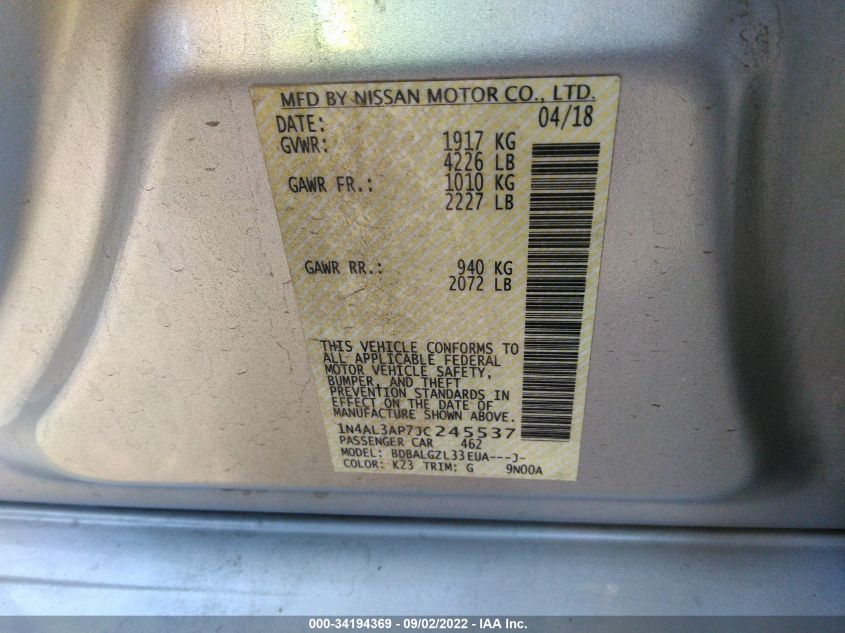 MFD BY NISSAN MOTOR CO., LTD.
DATE: 04/18
GVWR: 1917 KG
4226 LB
GAWR FR.: 1010 KG
2227 LB
GAWR RR.: 940 KG
2072 LB
THIS VEHICLE CONFORMS TO
ALL APPLICABLE FEDERAL
MOTOR VEHICLE SAFETY,
BUMPER, AND THEFT
PREVENTION STANDARDS IN
EFFECT ON THE DATE OF
MANUFACTURE SHOWN ABOVE.
1N4AL3AP7JC245537
PASSENGER CAR 462
MODEL: BDBALGZL33EUA---J-
COLOR: K23 TRIM: G 9N00A
000-34194369 - 09/02/2022 - IAA Inc.